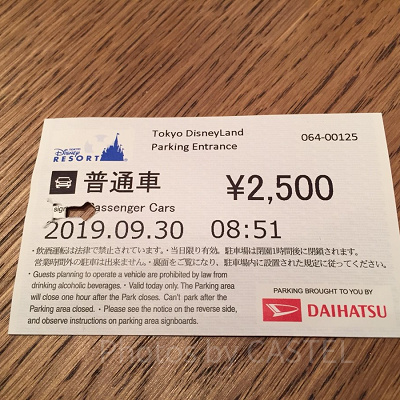 Tokyo Disney RESORT
Tokyo DisneyLand
Parking Entrance
064-00125
普通車
¥2,500
Passenger Cars
2019.09.30 08:51
・飲酒運転は法律で禁止されています。・当日限り有効。駐車場は閉園1時間後に閉鎖されます。
営業時間外の駐車は出来ません。・裏面をご覧になり、駐車場内に設置された規定に従ってください。
・Guests planning to operate a vehicle are prohibited by law from
drinking alcoholic beverages. ・Valid today only. The Parking area
will close one hour after the Park closes. Can't park after the
Parking area closed. ・Please see the notice on the reverse side,
and observe instructions on parking area signboards.
PARKING BROUGHT TO YOU BY
DAIHATSU
Photos by CASTEL